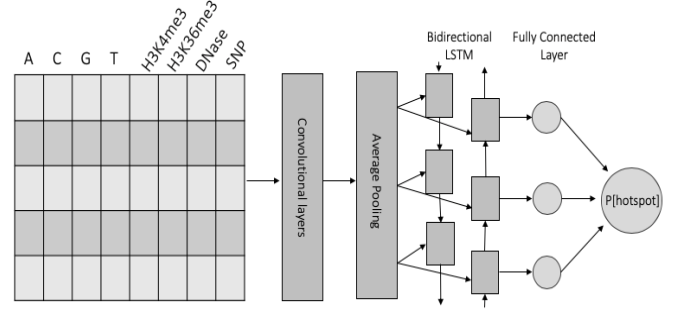 A C G T H3K4me3 H3K36me3 DNase SNP
Bidirectional
LSTM
Fully Connected
Layer
Convolutional layers
Average Pooling
P[hotspot]